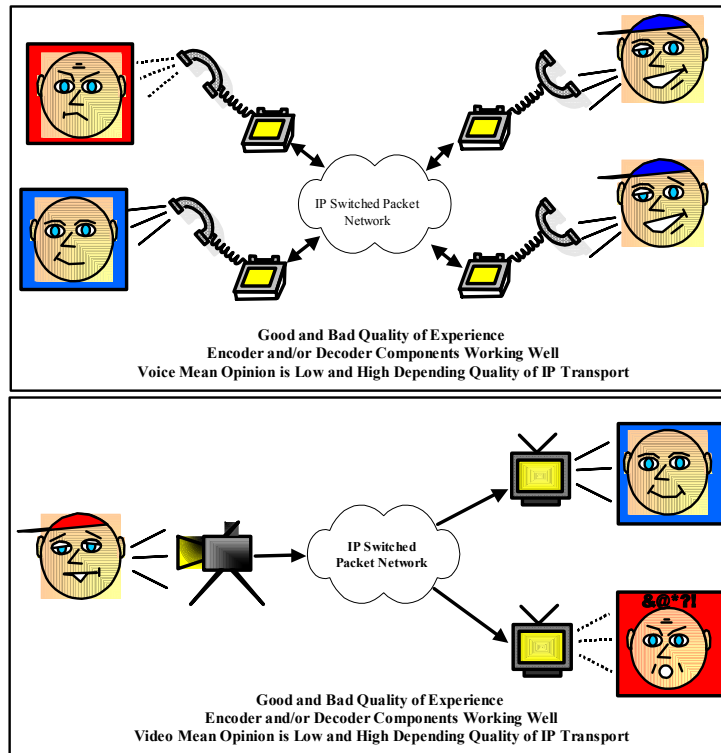 IP Switched Packet
Network
Good and Bad Quality of Experience
Encoder and/or Decoder Components Working Well
Voice Mean Opinion is Low and High Depending Quality of IP Transport
IP Switched
Packet Network
&@*?!
Good and Bad Quality of Experience
Encoder and/or Decoder Components Working Well
Video Mean Opinion is Low and High Depending Quality of IP Transport